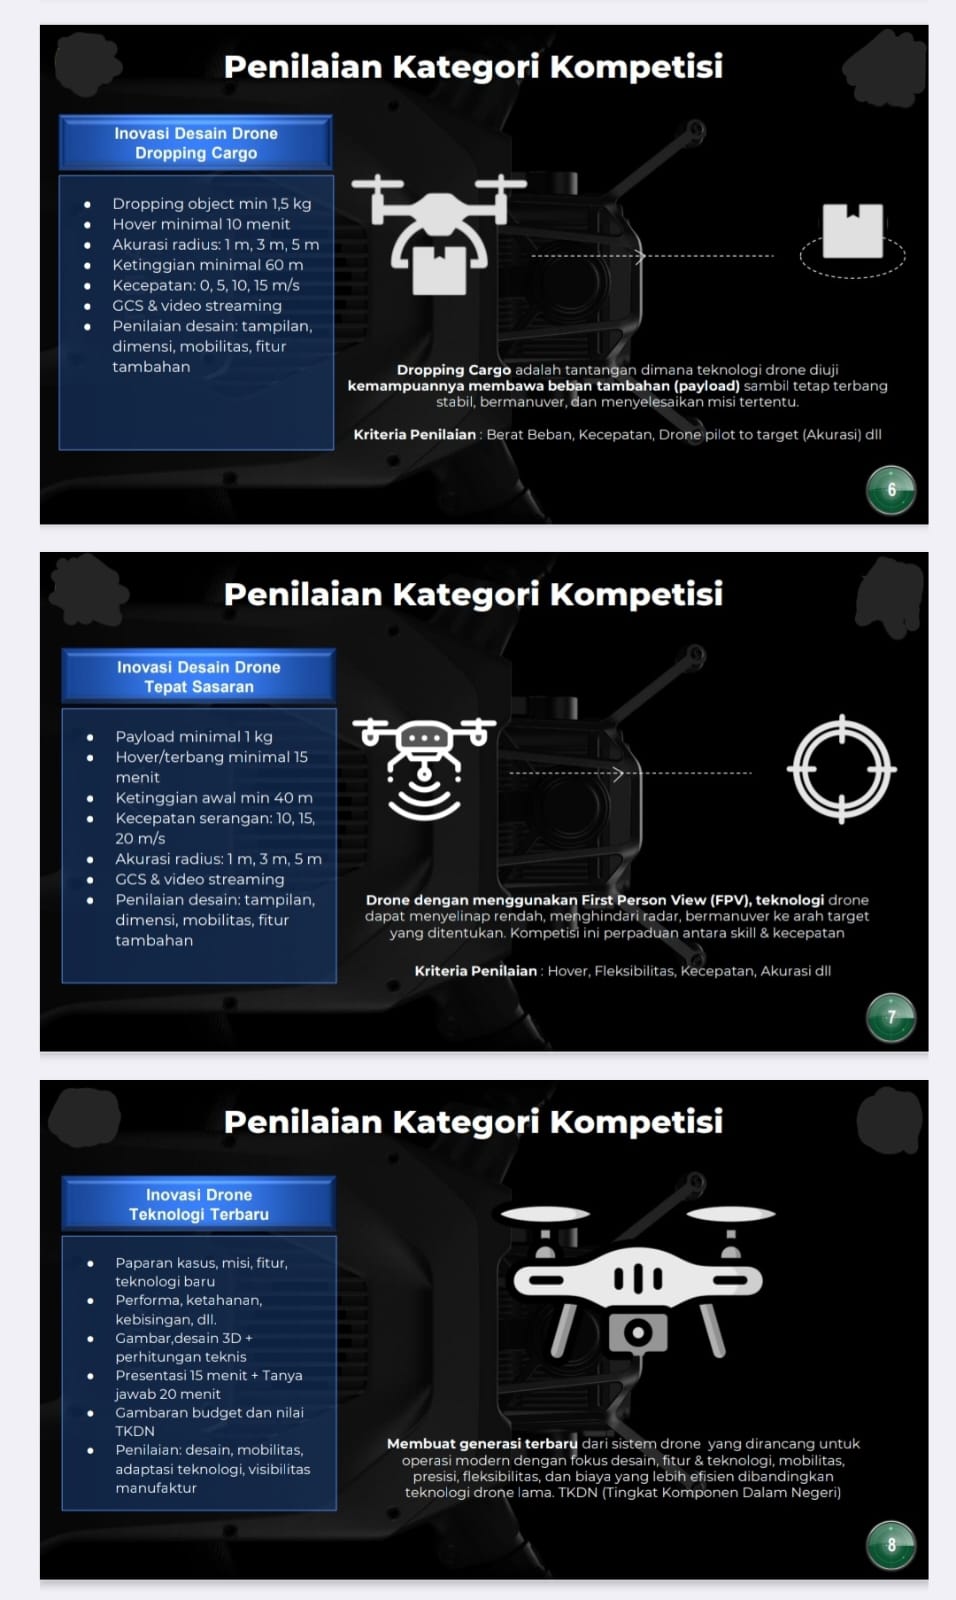 Penilaian Kategori Kompetisi
Inovasi Desain Drone
Dropping Cargo
• Dropping object min 1,5 kg
• Hover minimal 10 menit
• Akurasi radius: 1 m, 3 m, 5 m
• Ketinggian minimal 60 m
• Kecepatan: 0, 5, 10, 15 m/s
• GCS & video streaming
• Penilaian desain: tampilan,
dimensi, mobilitas, fitur
tambahan
Dropping Cargo adalah tantangan dimana teknologi drone diuji
kemampuannya membawa beban tambahan (payload) sambil tetap terbang
stabil, bermanuver, dan menyelesaikan misi tertentu.
Kriteria Penilaian : Berat Beban, Kecepatan, Drone pilot to target (Akurasi) dll
6
Penilaian Kategori Kompetisi
Inovasi Desain Drone
Tepat Sasaran
• Payload minimal 1 kg
• Hover/terbang minimal 15
menit
• Ketinggian awal min 40 m
• Kecepatan serangan: 10, 15,
20 m/s
• Akurasi radius: 1 m, 3 m, 5 m
• GCS & video streaming
• Penilaian desain: tampilan,
dimensi, mobilitas, fitur
tambahan
Drone dengan menggunakan First Person View (FPV), teknologi drone
dapat menyelinap rendah, menghindari radar, bermanuver ke arah target
yang ditentukan. Kompetisi ini perpaduan antara skill & kecepatan
Kriteria Penilaian : Hover, Fleksibilitas, Kecepatan, Akurasi dll
7
Penilaian Kategori Kompetisi
Inovasi Drone
Teknologi Terbaru
• Paparan kasus, misi, fitur,
teknologi baru
• Performa, ketahanan,
kebisingan, dll.
• Gambar,desain 3D +
perhitungan teknis
• Presentasi 15 menit + Tanya
jawab 20 menit
• Gambaran budget dan nilai
TKDN
• Penilaian: desain, mobilitas,
adaptasi teknologi, visibilitas
manufaktur
Membuat generasi terbaru dari sistem drone yang dirancang untuk
operasi modern dengan fokus desain, fitur & teknologi, mobilitas,
presisi, fleksibilitas, dan biaya yang lebih efisien dibandingkan
teknologi drone lama. TKDN (Tingkat Komponen Dalam Negeri)
8